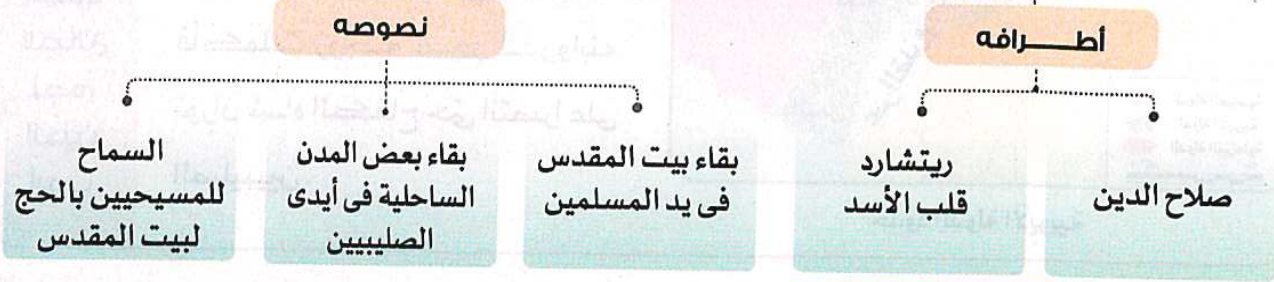 أطـــرافه
صلاح الدين
ريتشارد
قلب الأسد
نصوصه
بقاء بيت المقدس
فى يد المسلمين
بقاء بعض المدن
الساحلية فى أيدى
الصليبيين
السماح
للمسيحيين بالحج
لبيت المقدس